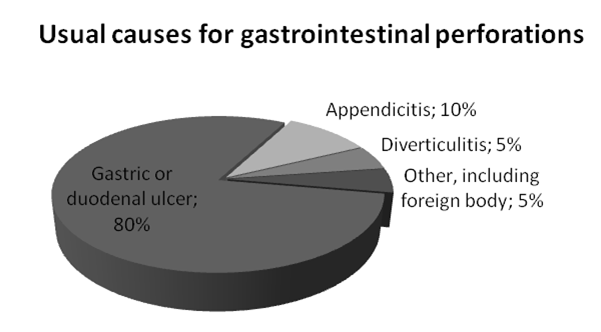 Usual causes for gastrointestinal perforations
Appendicitis; 10%
Diverticulitis; 5%
Other, including
foreign body; 5%
Gastric or
duodenal ulcer;
80%